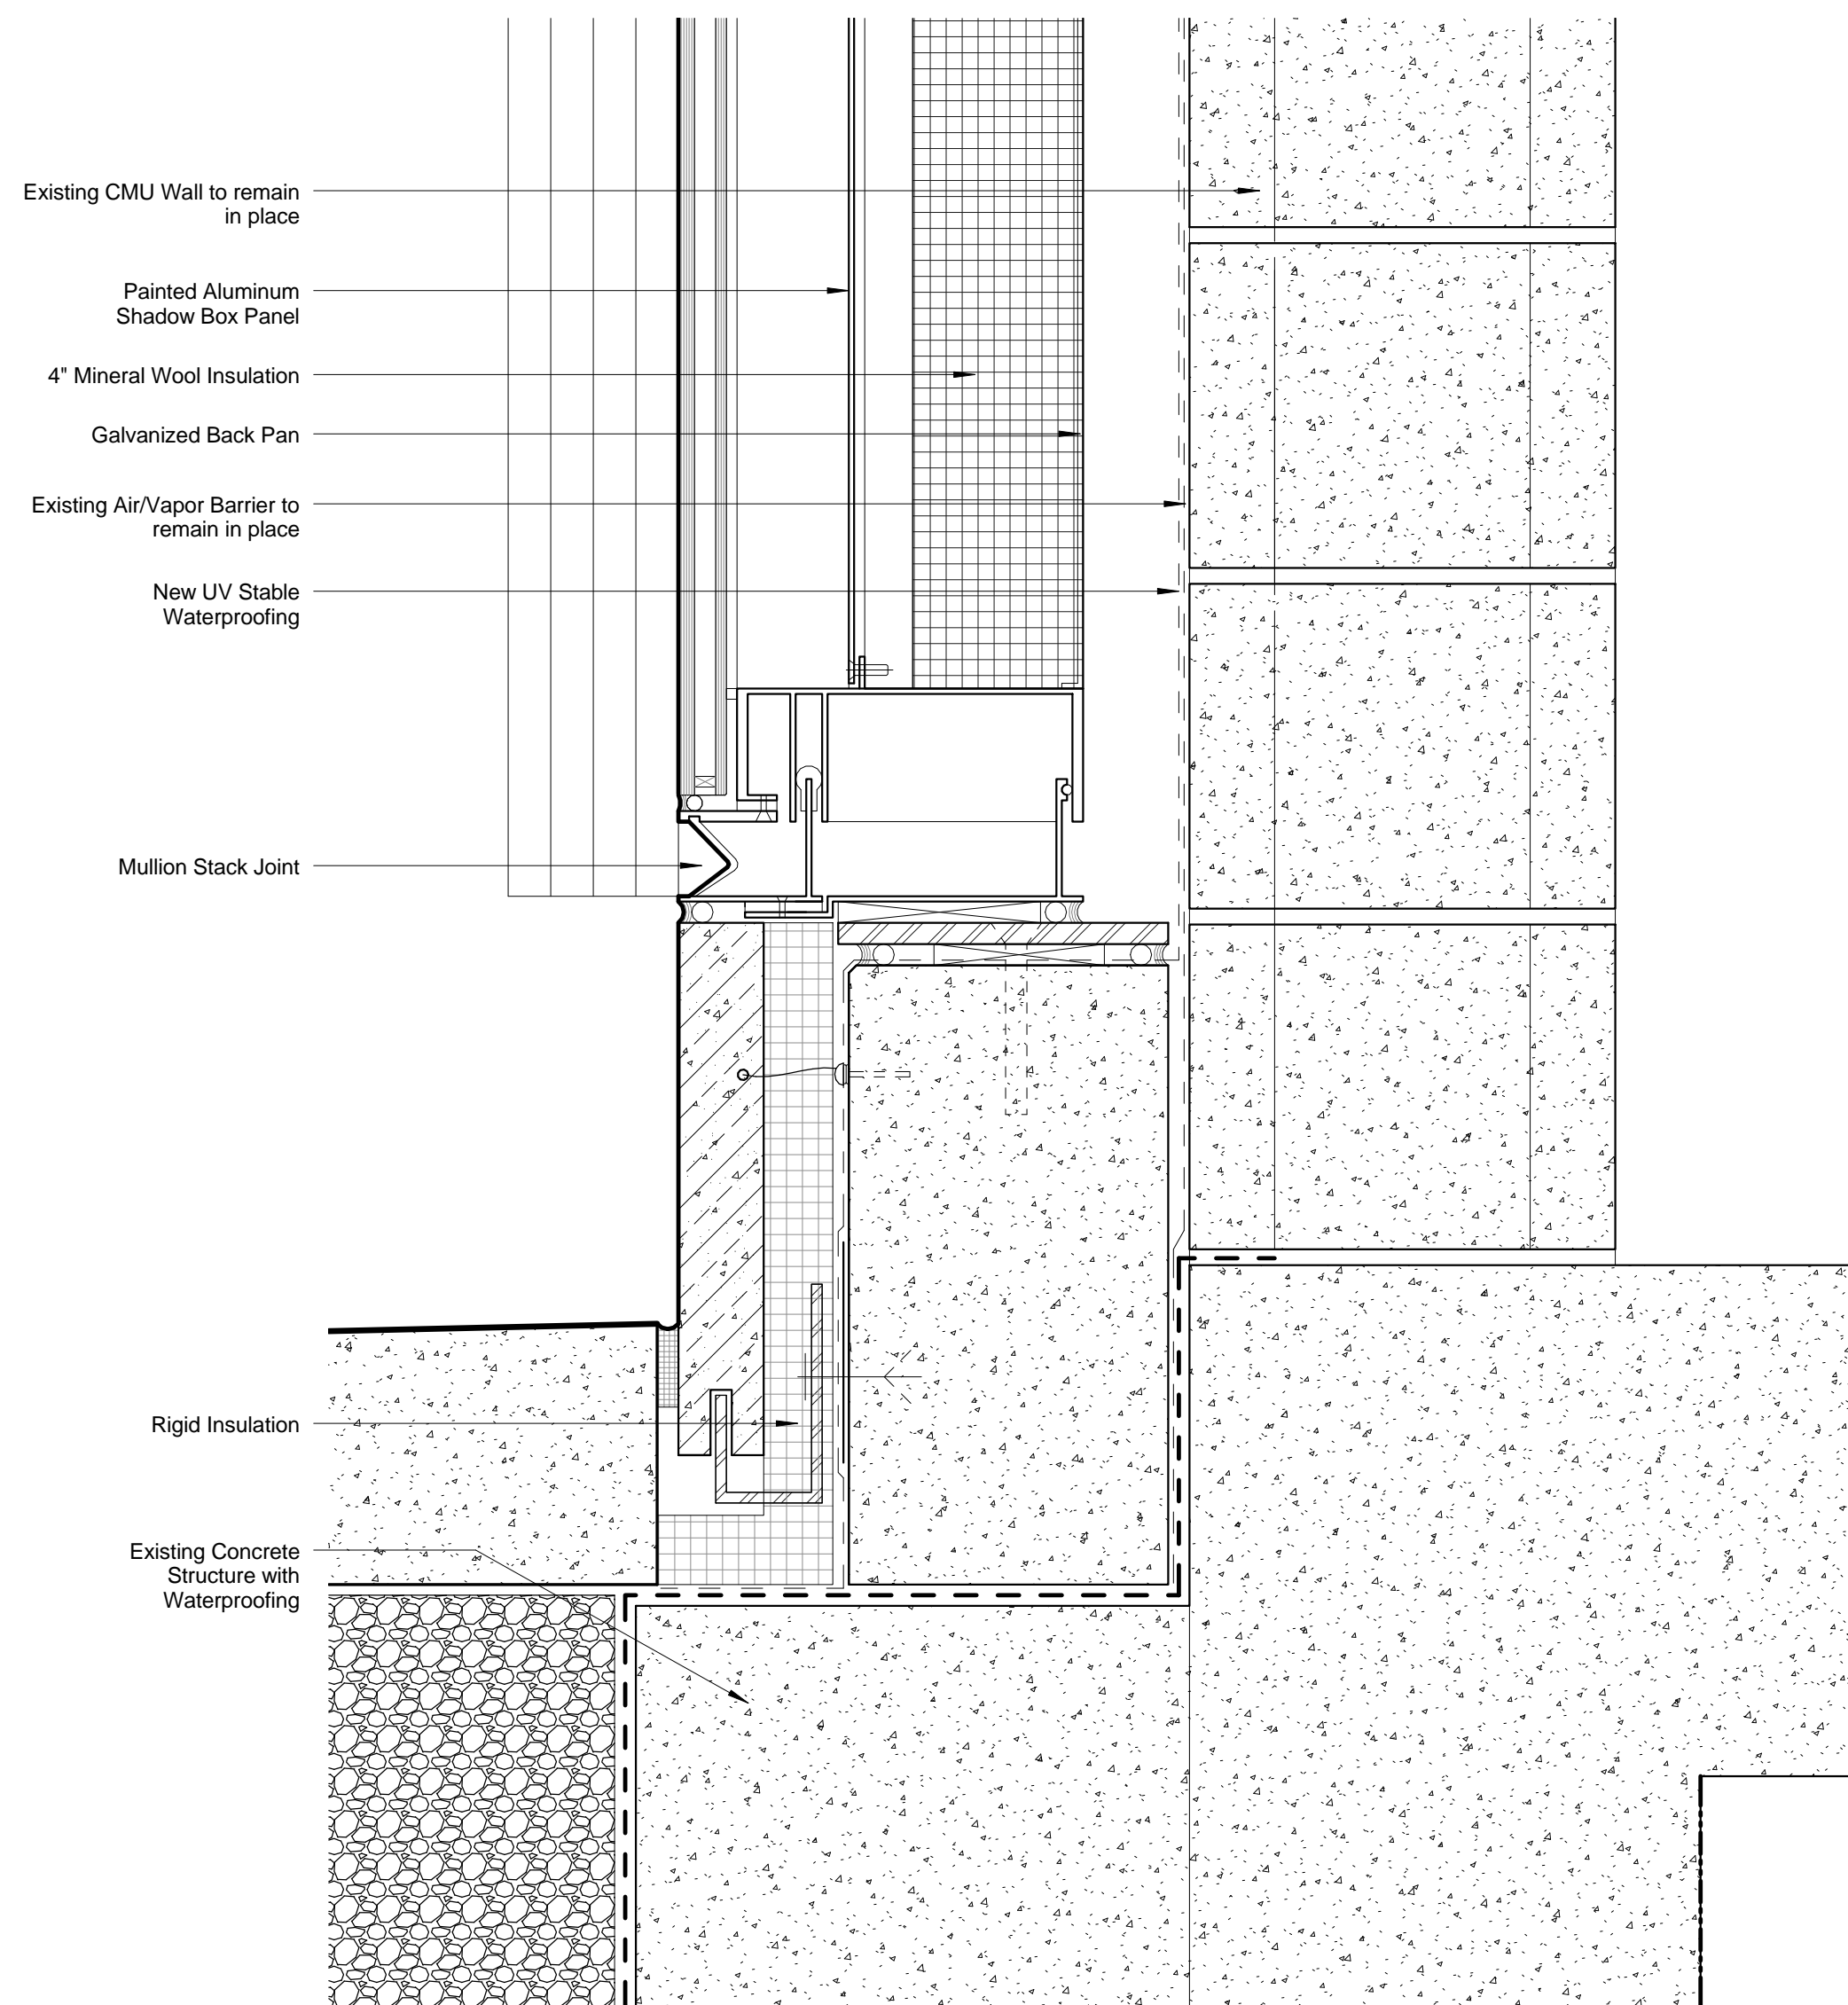 Existing CMU Wall to remain
in place
Painted Aluminum
Shadow Box Panel
4" Mineral Wool Insulation
Galvanized Back Pan
Existing Air/Vapor Barrier to
remain in place
New UV Stable
Waterproofing
Mullion Stack Joint
Rigid Insulation
Existing Concrete
Structure with
Waterproofing